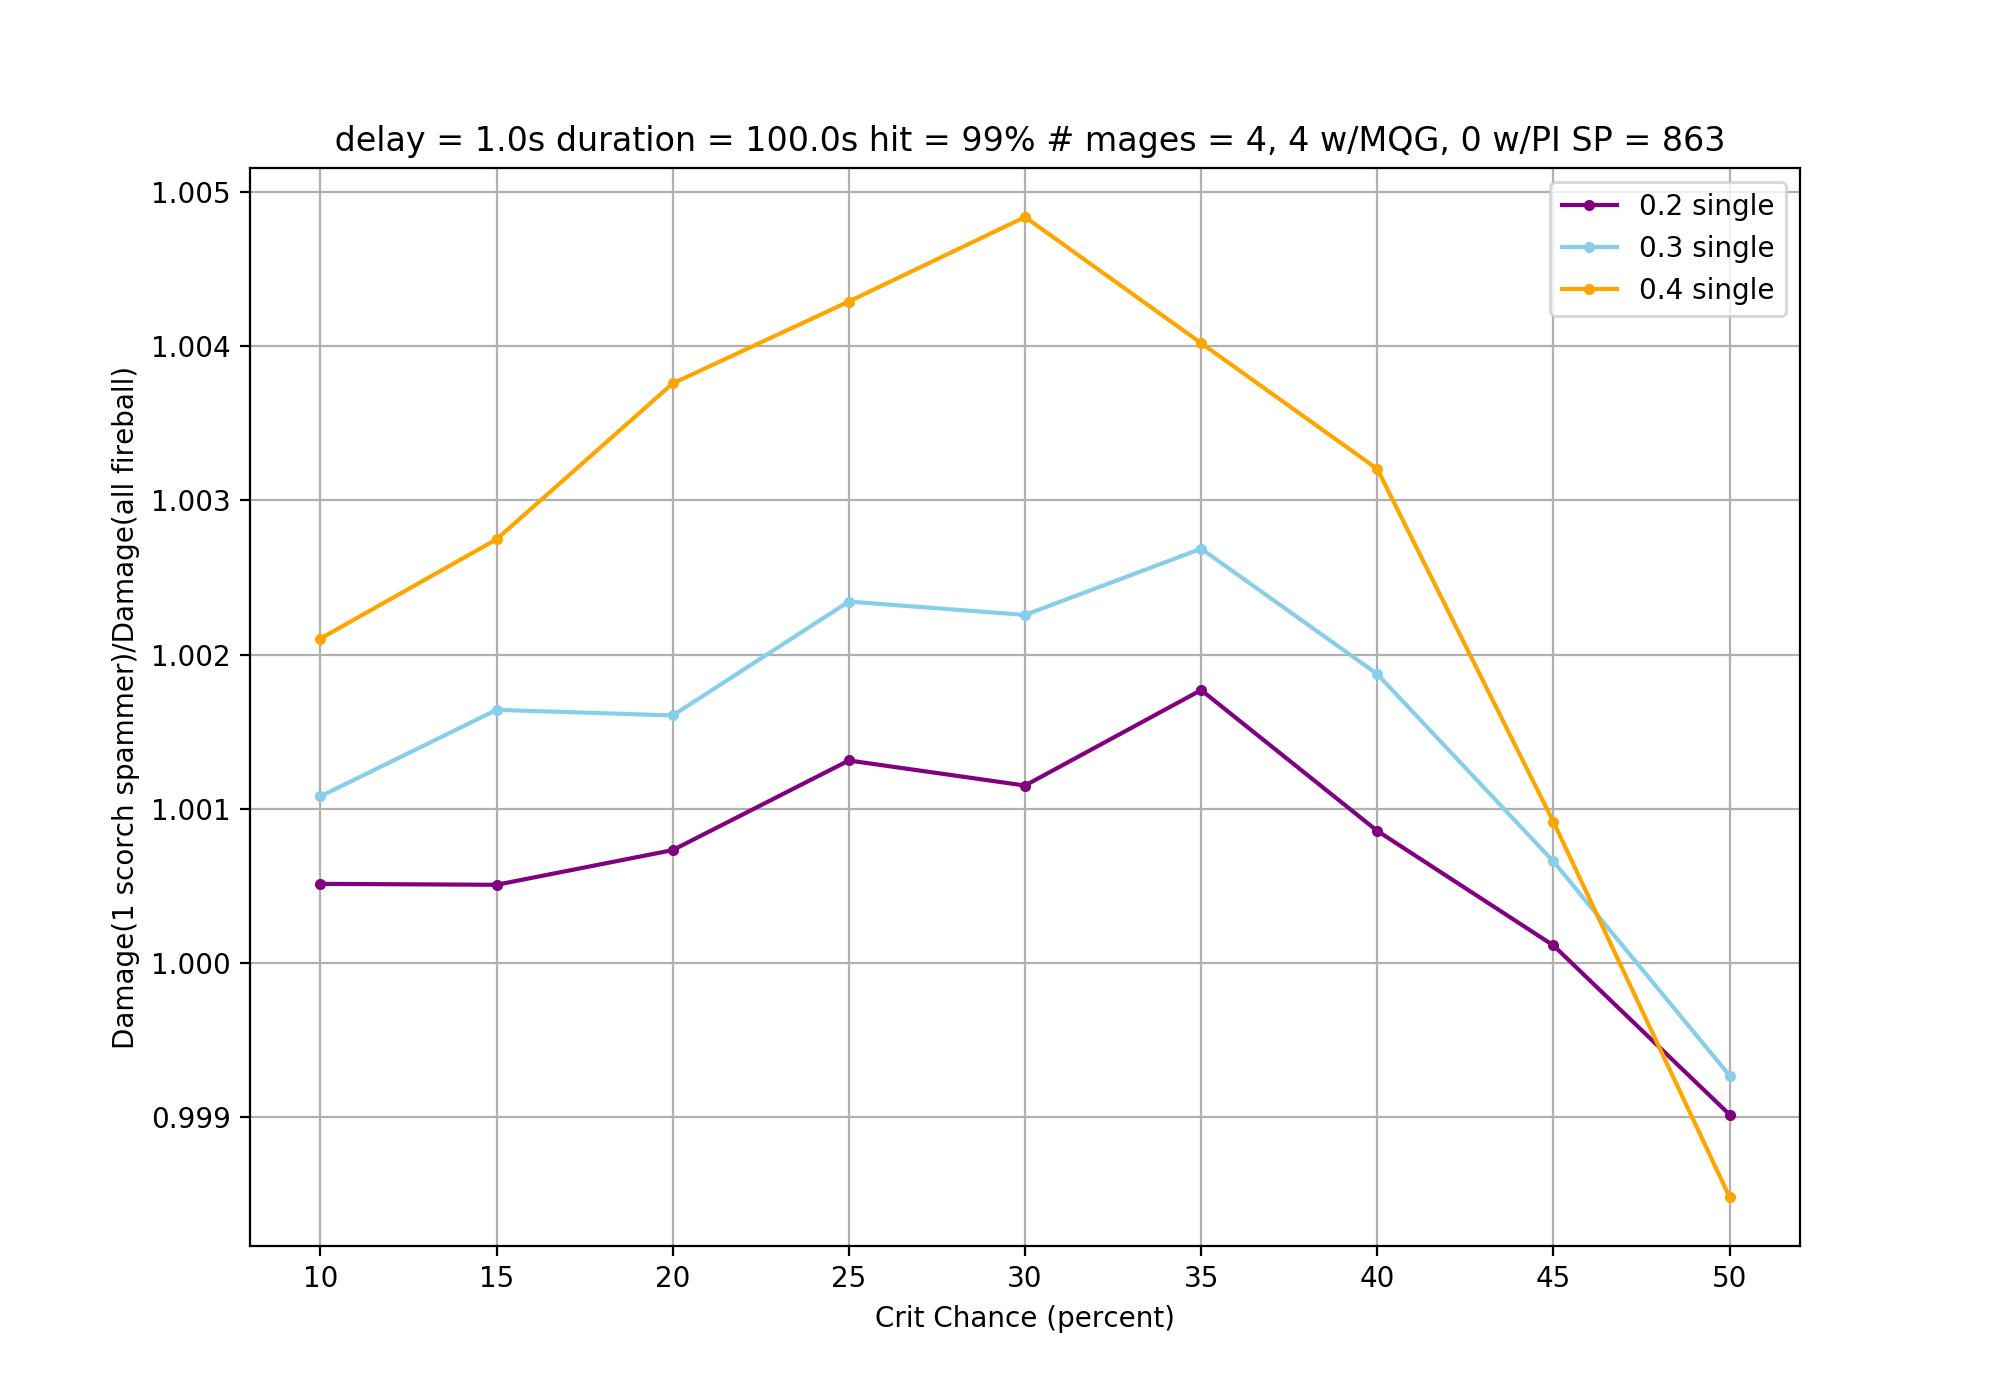 delay = 1.0s duration = 100.0s hit = 99% # mages = 4, 4 w/MQG, 0 w/PI SP = 863
1.005
1.004
1.003
1.002
1.001
1.000
0.999
Damage(1 scorch spammer)/Damage(all fireball)
0.2 single
0.3 single
0.4 single
10 15 20 25 30 35 40 45 50
Crit Chance (percent)